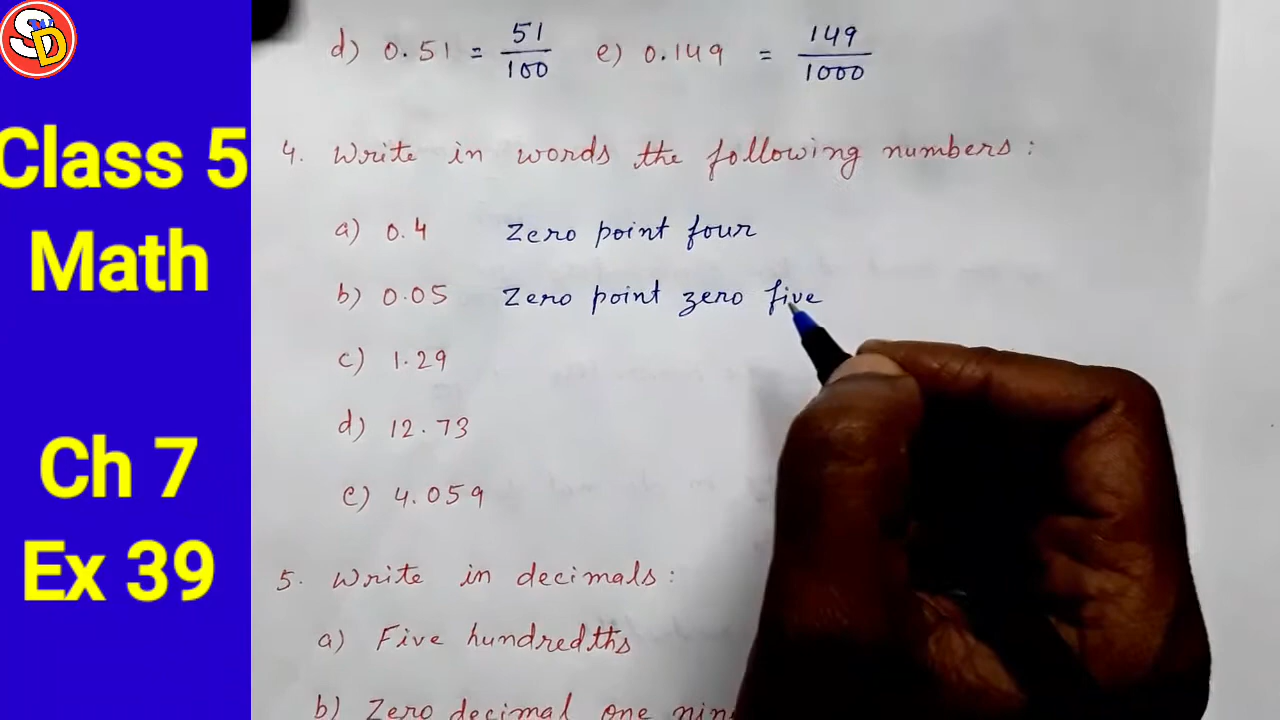 SD
Class 5
Math
Ch 7
Ex 39
d) 0.51 = 51/100 e) 0.149 = 149/1000
4. Write in words the following numbers:
a) 0.4 Zero point four
b) 0.05 Zero point zero five
c) 1.29
d) 12.73
e) 4.059
5. Write in decimals:
a) Five hundredths
b) Zero decimal one